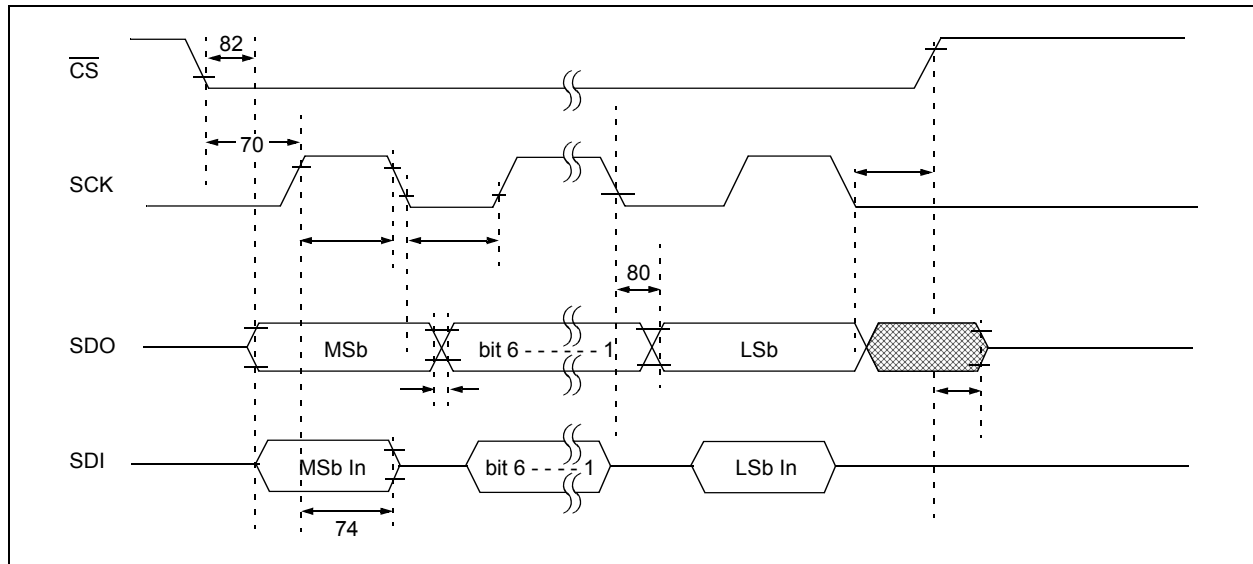 82
CS
70
SCK
80
SDO
MSb
bit 6 - - - - - - 1
LSb
SDI
MSb In
bit 6 - - - - 1
LSb In
74